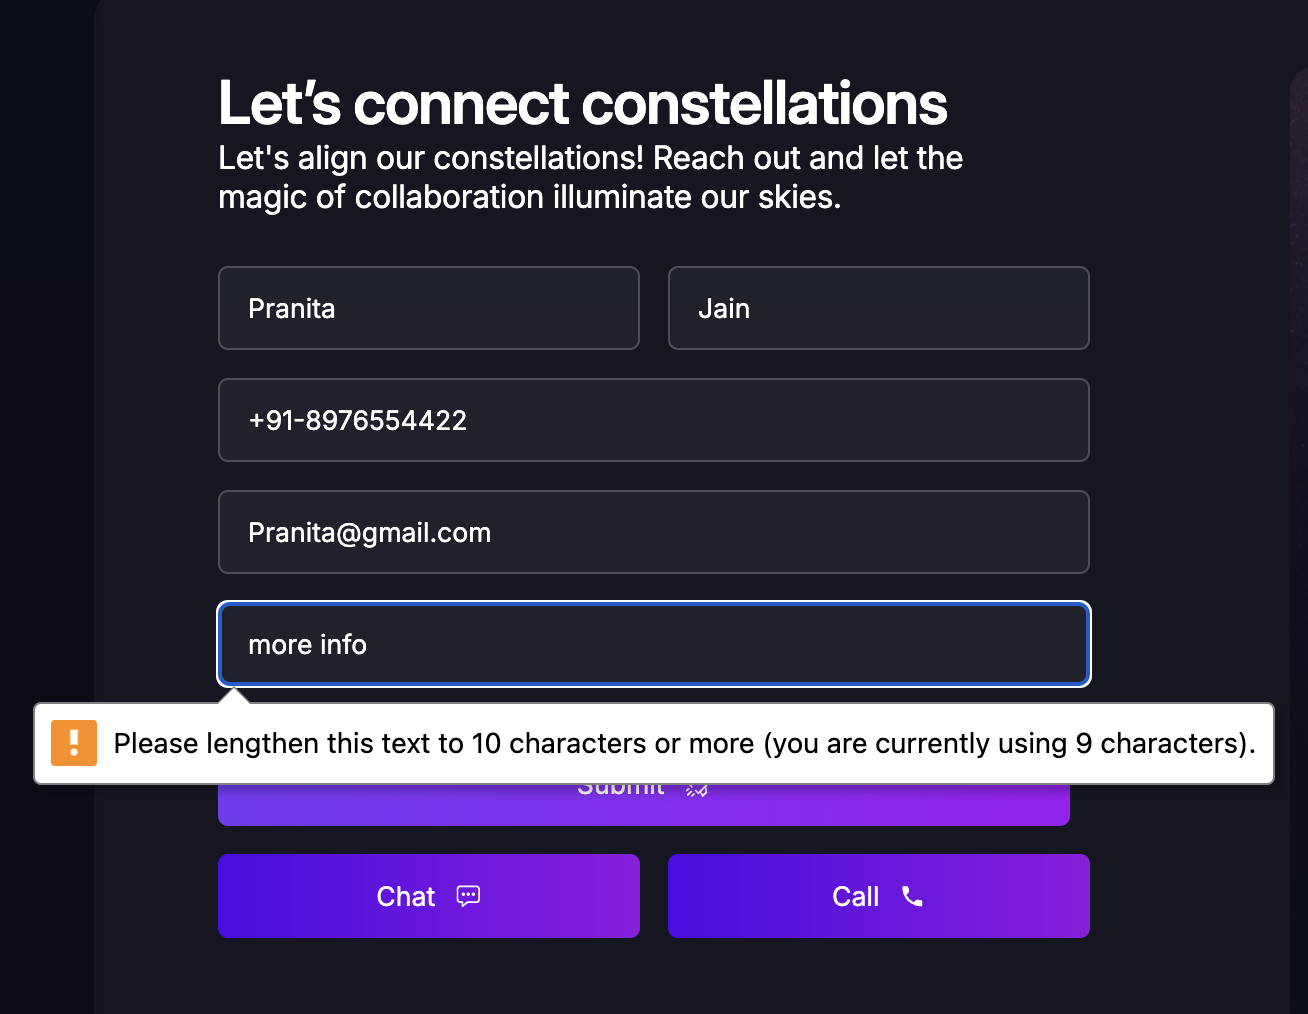 Let’s connect constellations
Let's align our constellations! Reach out and let the
magic of collaboration illuminate our skies.
Pranita
Jain
+91-8976554422
Pranita@gmail.com
more info
Please lengthen this text to 10 characters or more (you are currently using 9 characters).
Submit
Chat
Call